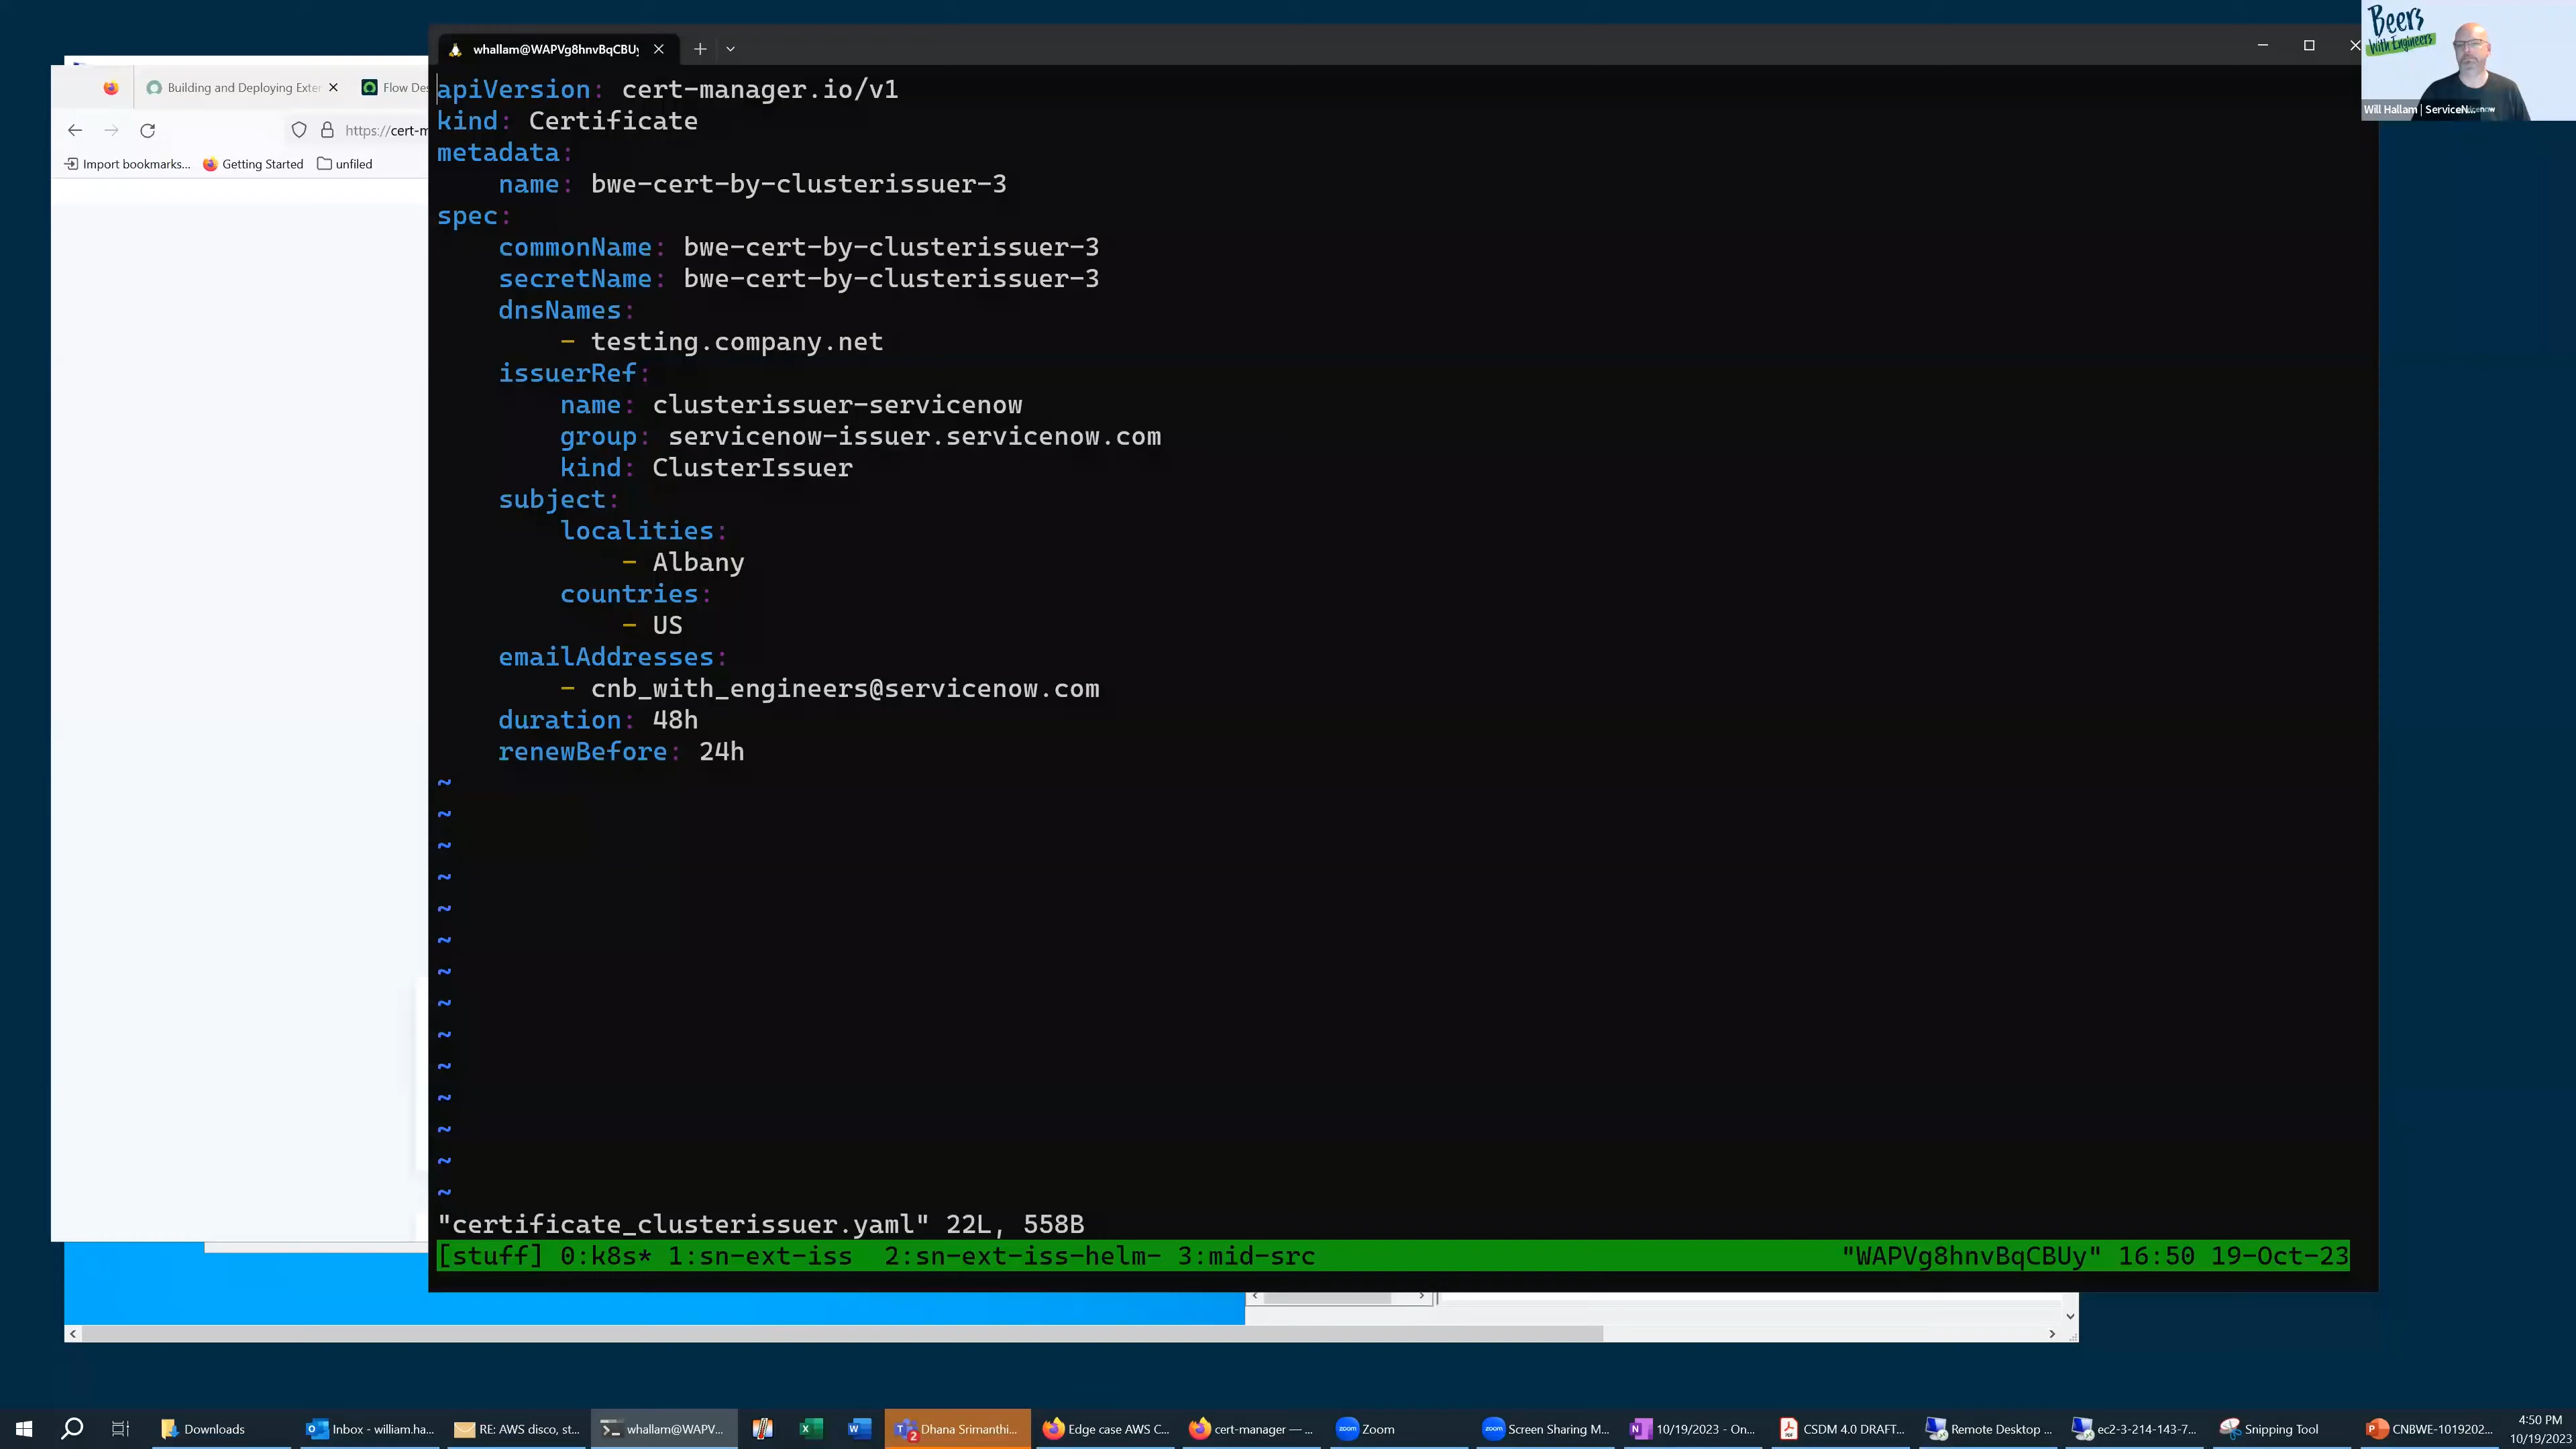 whallam@WAPVg8hnvBqCBUy
Beers
With Engineers
Will Hallam | ServiceN...
Building and Deploying Exter
Flow Des
https://cert-m
Import bookmarks...
Getting Started
unfiled
apiVersion: cert-manager.io/v1
kind: Certificate
metadata:
    name: bwe-cert-by-clusterissuer-3
spec:
    commonName: bwe-cert-by-clusterissuer-3
    secretName: bwe-cert-by-clusterissuer-3
    dnsNames:
        - testing.company.net
    issuerRef:
        name: clusterissuer-servicenow
        group: servicenow-issuer.servicenow.com
        kind: ClusterIssuer
    subject:
        localities:
            - Albany
        countries:
            - US
    emailAddresses:
        - cnb_with_engineers@servicenow.com
    duration: 48h
    renewBefore: 24h
~
~
~
~
~
~
~
~
~
~
~
~
~
~
"certificate_clusterissuer.yaml" 22L, 558B
[stuff] 0:k8s* 1:sn-ext-iss  2:sn-ext-iss-helm- 3:mid-src "WAPVg8hnvBqCBUy" 16:50 19-Oct-23
Downloads
Inbox - william.ha...
RE: AWS disco, st...
whallam@WAPV...
2
Dhana Srimanthi...
Edge case AWS C...
cert-manager — ...
Zoom
Screen Sharing M...
10/19/2023 - On...
CSDM 4.0 DRAFT...
Remote Desktop ...
ec2-3-214-143-7...
Snipping Tool
CNBWE-1019202...
4:50 PM
10/19/2023